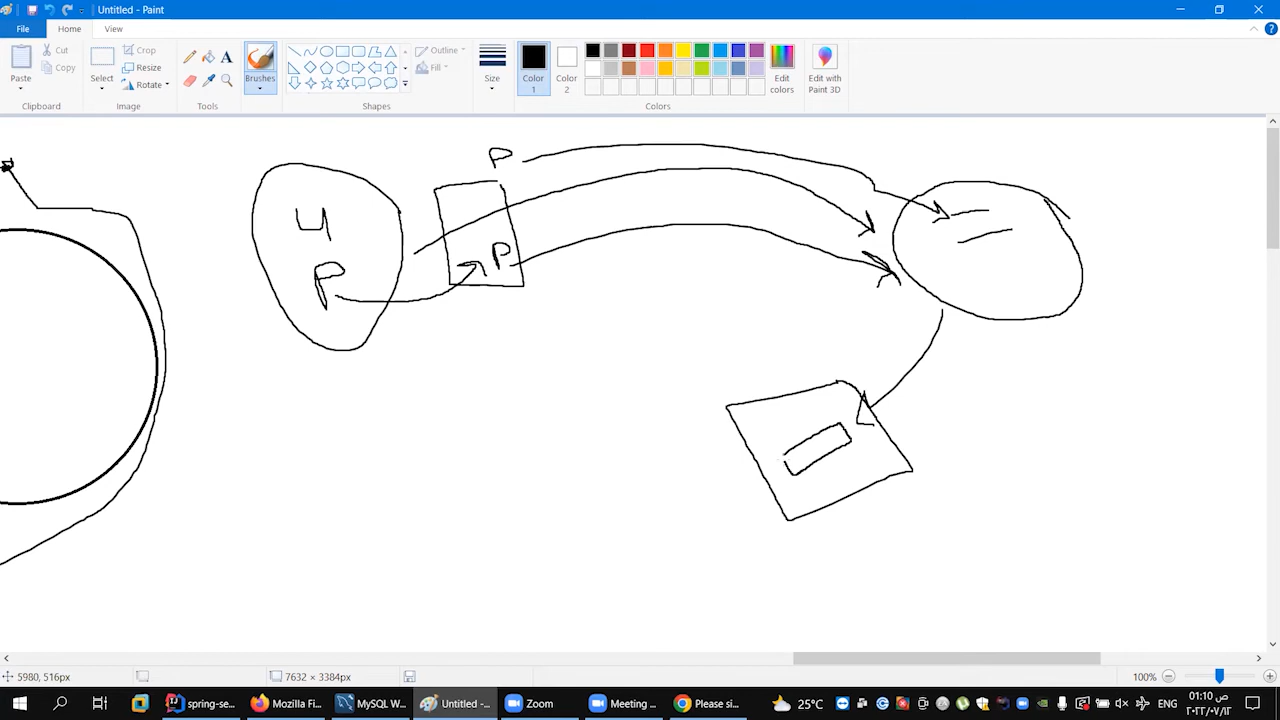 Untitled - Paint
File
Home
View
Paste
Cut
Copy
Clipboard
Select
Crop
Resize
Rotate
Image
Tools
Brushes
Shapes
Outline
Fill
Size
Color 1
Color 2
Edit colors
Colors
Edit with Paint 3D
P
U
P
P
5980, 516px
7632 × 3384px
100%
spring-se...
Mozilla Fi...
MySQL W...
Untitled -...
Zoom
Meeting ...
Please si...
25°C
ENG
01:10 ص